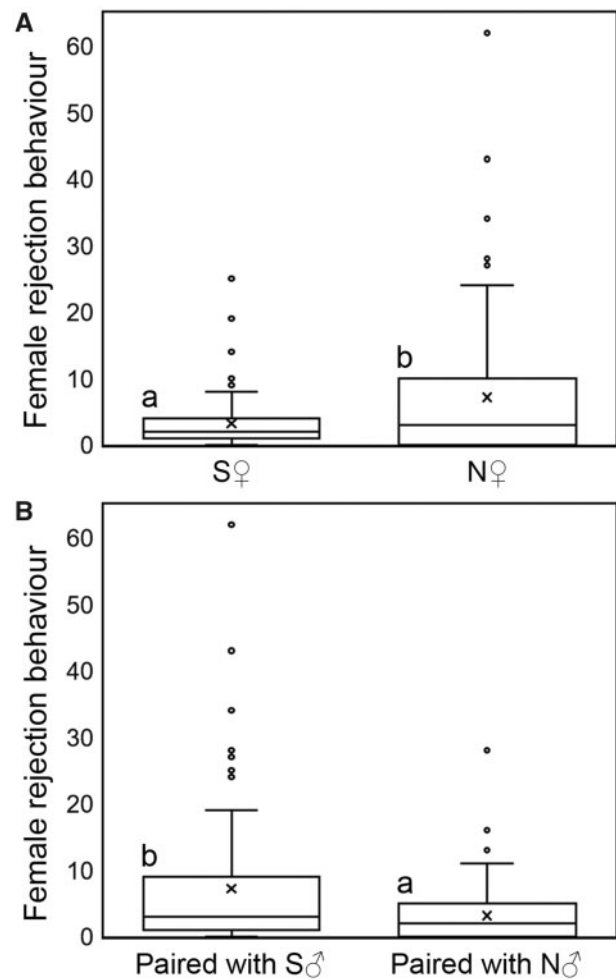 A
Female rejection behaviour
60
50
40
30
20
10
0
a
b
S♀
N♀
B
Female rejection behaviour
60
50
40
30
20
10
0
b
a
Paired with S♂
Paired with N♂